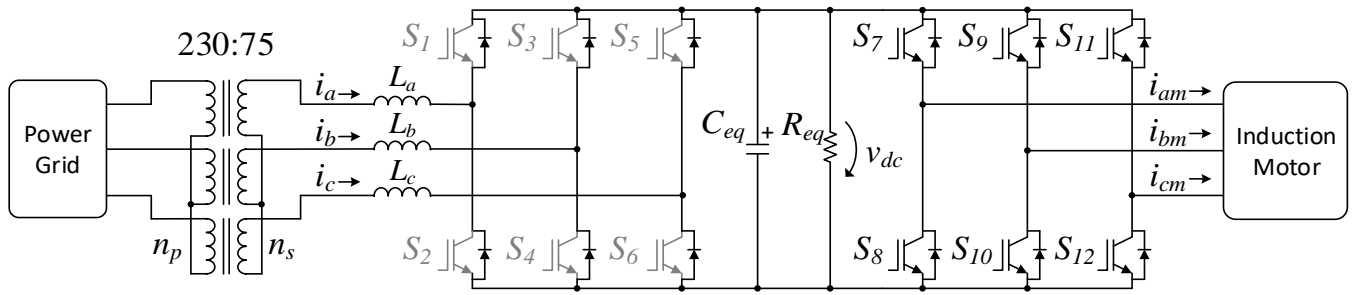 230:75
Power
Grid
n_p
n_s
i_a
i_b
i_c
L_a
L_b
L_c
S_1
S_3
S_5
S_2
S_4
S_6
C_eq
+
R_eq
v_dc
S_7
S_9
S_11
S_8
S_10
S_12
i_am
i_bm
i_cm
Induction
Motor